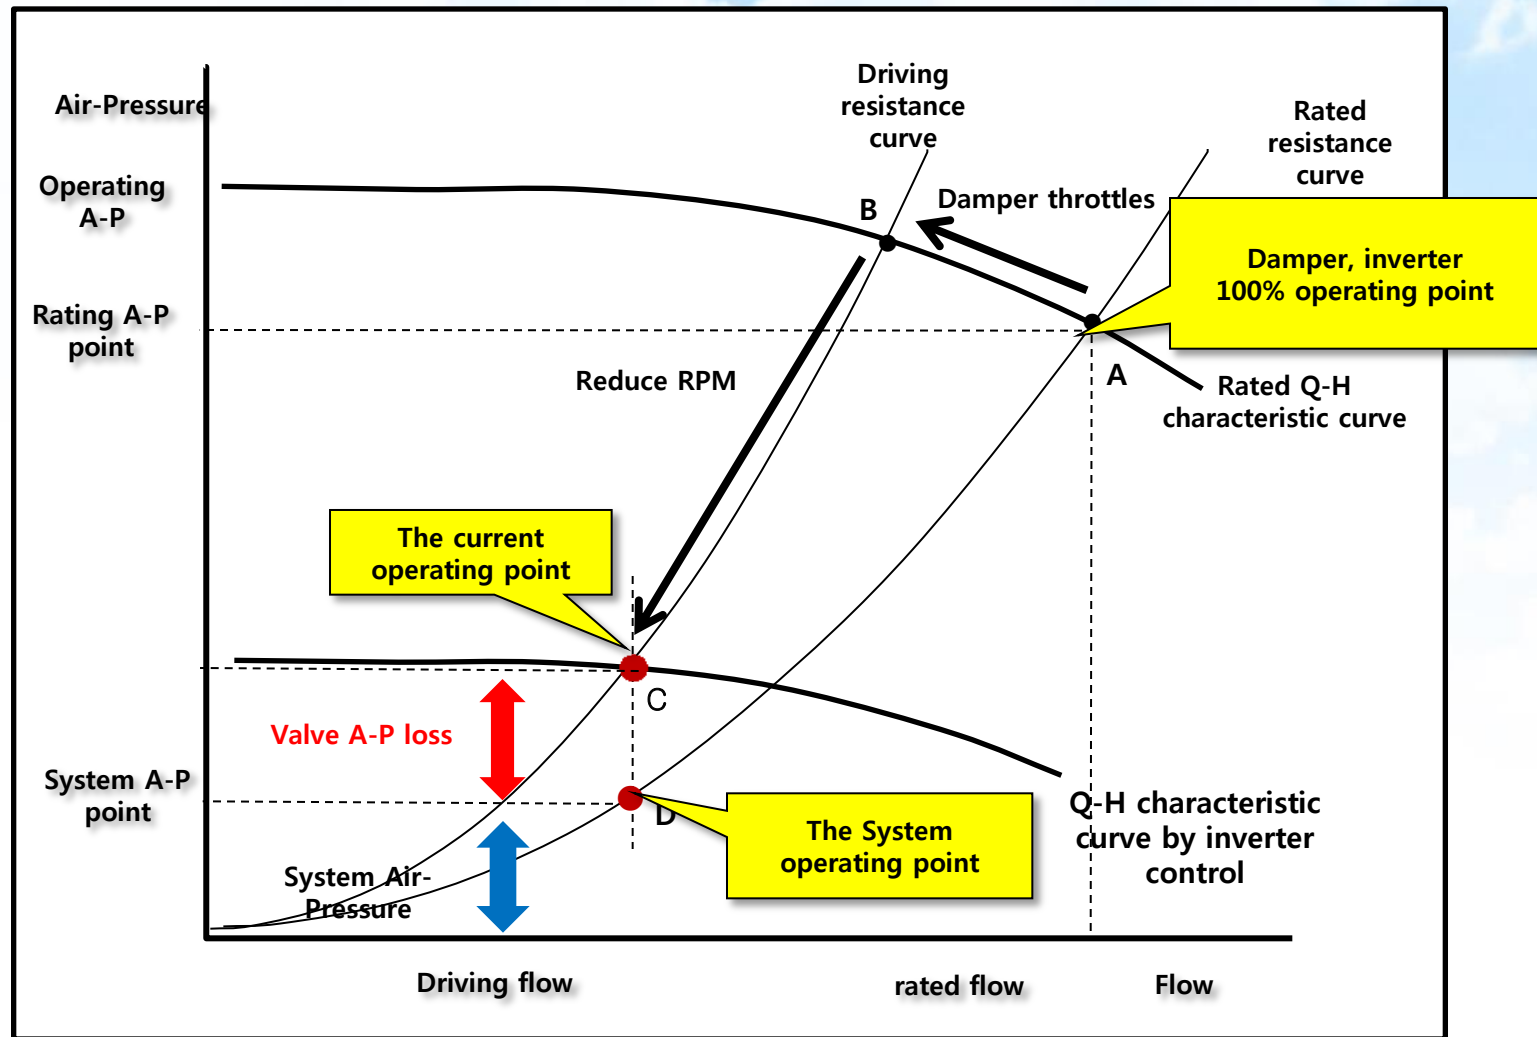 Air-Pressure
Driving
resistance
curve
Rated
resistance
curve
Operating
A-P
B
Damper throttles
Damper, inverter
100% operating point
Rating A-P
point
Reduce RPM
A
Rated Q-H
characteristic curve
The current
operating point
C
Valve A-P loss
System A-P
point
D
The System
operating point
Q-H characteristic
curve by inverter
control
System Air-
Pressure
Driving flow
rated flow
Flow